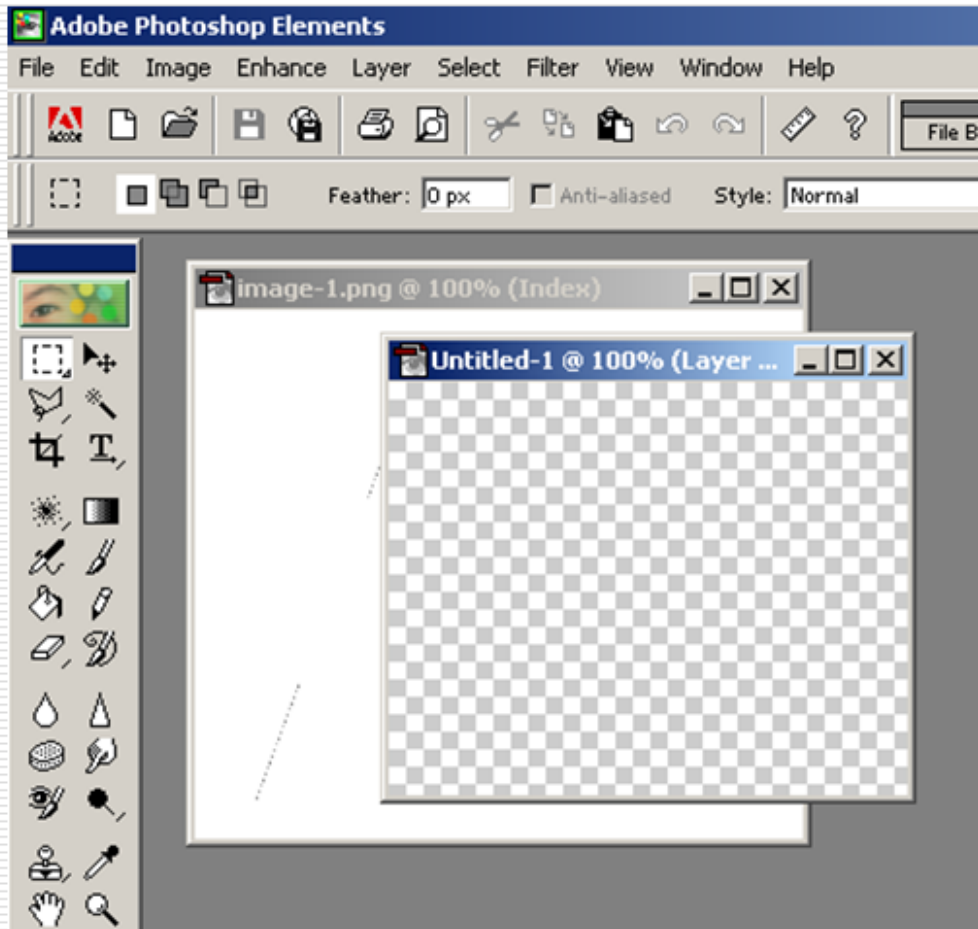 Adobe Photoshop Elements
File Edit Image Enhance Layer Select Filter View Window Help
Adobe File B
Feather: 0 px Anti-aliased Style: Normal
image-1.png @ 100% (Index)
Untitled-1 @ 100% (Layer ...